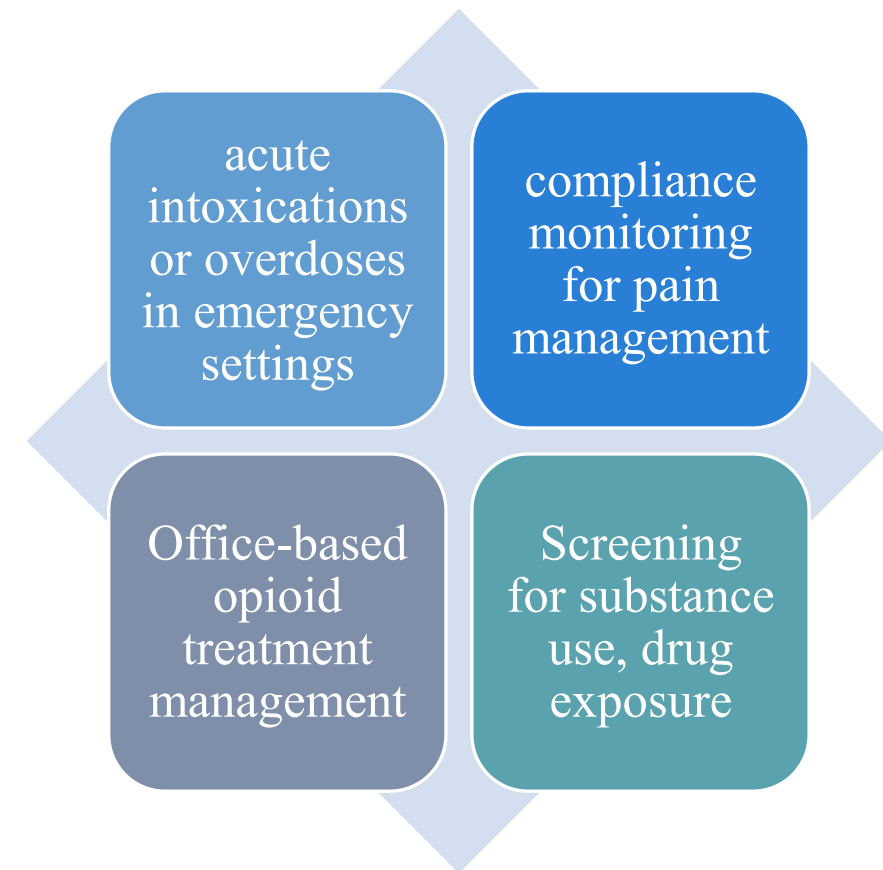 acute
intoxications
or overdoses
in emergency
settings
compliance
monitoring
for pain
management
Office-based
opioid
treatment
management
Screening
for substance
use, drug
exposure